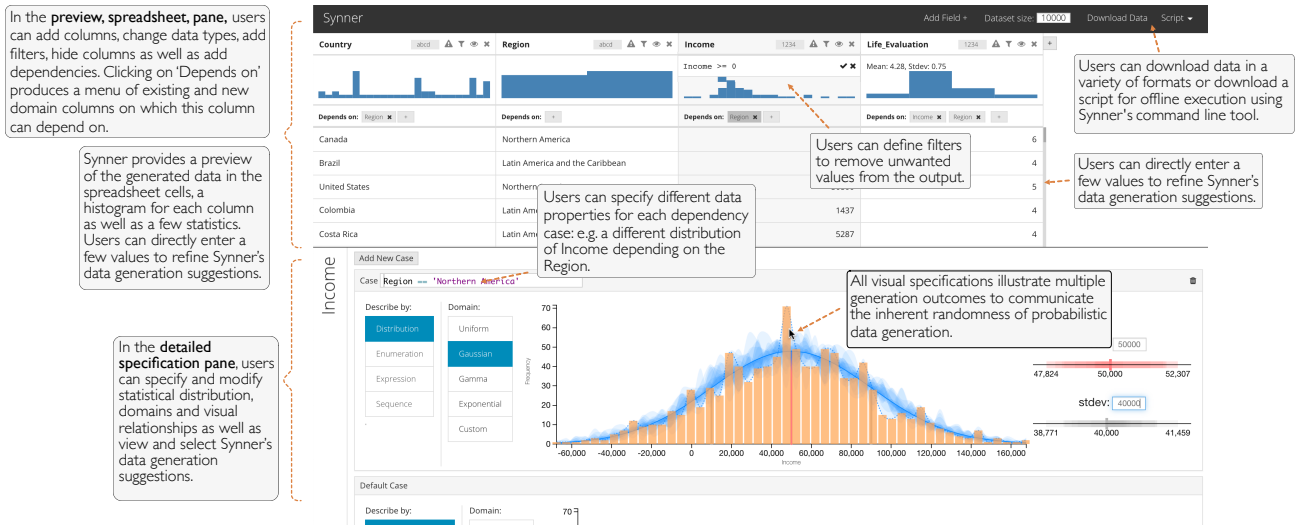 In the preview, spreadsheet, pane, users
can add columns, change data types, add
filters, hide columns as well as add
dependencies. Clicking on 'Depends on'
produces a menu of existing and new
domain columns on which this column
can depend on.
Synner provides a preview
of the generated data in the
spreadsheet cells, a
histogram for each column
as well as a few statistics.
Users can directly enter a
few values to refine Synner's
data generation suggestions.
In the detailed
specification pane, users
can specify and modify
statistical distribution,
domains and visual
relationships as well as
view and select Synner's
data generation
suggestions.
Synner
Add Field + Dataset size: 10000 Download Data Script
Country abcd Region abcd Income 1234 Life_Evaluation 1234 +
Income >= 0
Mean: 4.28, Stdev: 0.75
Depends on: Region × + Depends on: + Depends on: Region × + Depends on: Income × Region × +
Canada Northern America 6
Brazil Latin America and the Caribbean 4
United States Northern 5
Colombia Latin Ame 1437 4
Costa Rica Latin Am 5287 4
Users can define filters
to remove unwanted
values from the output.
Users can specify different data
properties for each dependency
case: e.g. a different distribution
of Income depending on the
Region.
Users can download data in a
variety of formats or download a
script for offline execution using
Synner's command line tool.
Users can directly enter a
few values to refine Synner's
data generation suggestions.
Income
Add New Case
Case Region == 'Northern America'
Describe by: Domain:
Distribution Uniform
Enumeration Gaussian
Expression Gamma
Sequence Exponential
Custom
All visual specifications illustrate multiple
generation outcomes to communicate
the inherent randomness of probabilistic
data generation.
Frequency
70
60
50
40
30
20
10
0
-60,000 -40,000 -20,000 0 20,000 40,000 60,000 80,000 100,000 120,000 140,000 160,000
Income
50000
47,824 50,000 52,307
stdev: 40000
38,771 40,000 41,459
Default Case
Describe by: Domain:
70